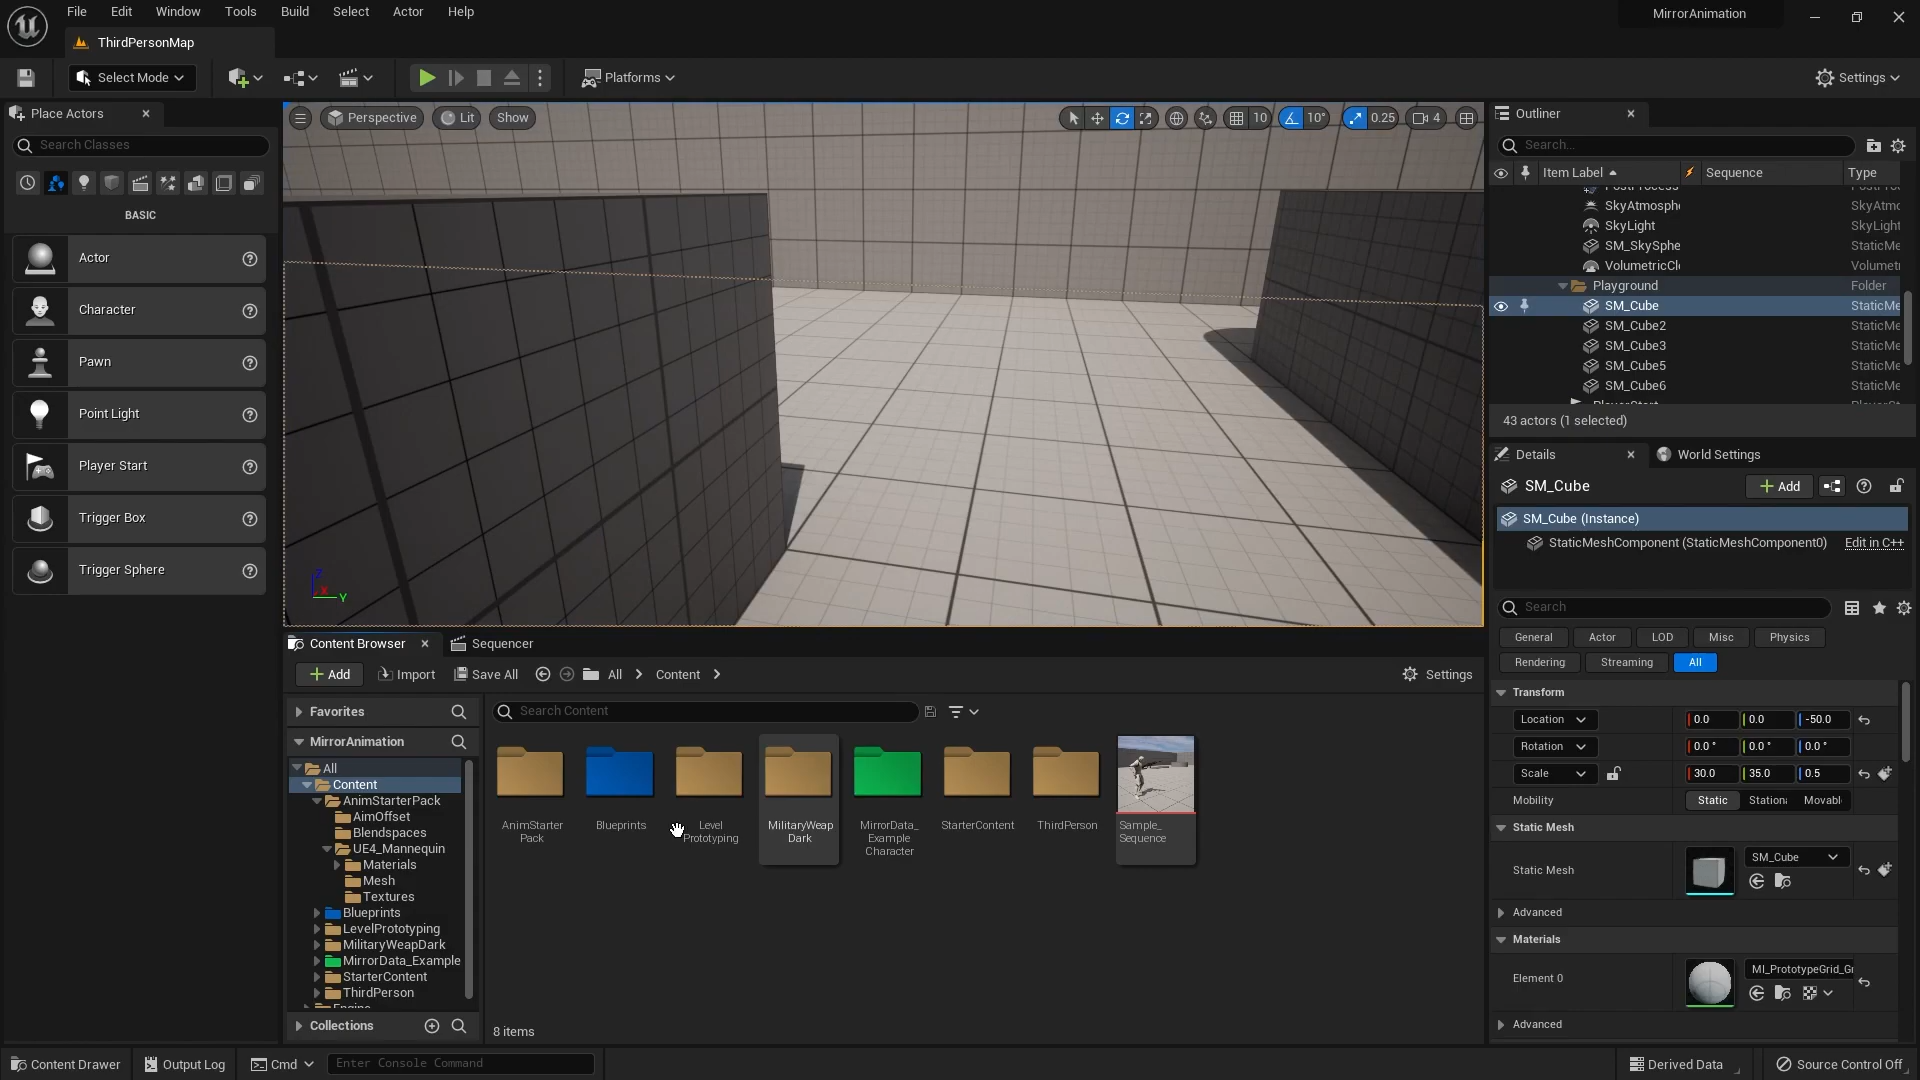 File Edit Window Tools Build Select Actor Help
MirrorAnimation
ThirdPersonMap
Select Mode
Platforms
Settings
Place Actors
Search Classes
BASIC
Actor
Character
Pawn
Point Light
Player Start
Trigger Box
Trigger Sphere
Perspective Lit Show
10 10° 0.25 4
Z
X
Y
Outliner
Search...
Item Label Sequence Type
SkyAtmosphe SkyAtmo
SkyLight SkyLight
SM_SkySphe StaticMe
VolumetricCl Volumetr
Playground Folder
SM_Cube StaticMe
SM_Cube2 StaticMe
SM_Cube3 StaticMe
SM_Cube5 StaticMe
SM_Cube6 StaticMe
43 actors (1 selected)
Details World Settings
SM_Cube
Add
SM_Cube (Instance)
StaticMeshComponent (StaticMeshComponent0) Edit in C++
Search
General Actor LOD Misc Physics
Rendering Streaming All
Transform
Location 0.0 0.0 -50.0
Rotation 0.0 ° 0.0 ° 0.0 °
Scale 30.0 35.0 0.5
Mobility Static Stationa Movabl
Static Mesh
Static Mesh SM_Cube
Advanced
Materials
Element 0 MI_PrototypeGrid_Gr
Advanced
Content Browser Sequencer
Add Import Save All All Content Settings
Favorites
Search Content
MirrorAnimation
All
Content
AnimStarterPack
AimOffset
Blendspaces
UE4_Mannequin
Materials
Mesh
Textures
Blueprints
LevelPrototyping
MilitaryWeapDark
MirrorData_Example
StarterContent
ThirdPerson
Collections
AnimStarter
Pack
Blueprints
Level
Prototyping
MilitaryWeap
Dark
MirrorData_
Example
Character
StarterContent
ThirdPerson
Sample_
Sequence
8 items
Content Drawer Output Log Cmd Enter Console Command Derived Data Source Control Off